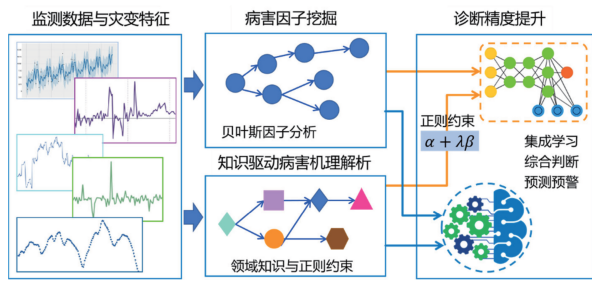 监测数据与灾变特征
病害因子挖掘
诊断精度提升
贝叶斯因子分析
正则约束
α + λβ
集成学习
综合判断
预测预警
知识驱动病害机理解析
领域知识与正则约束